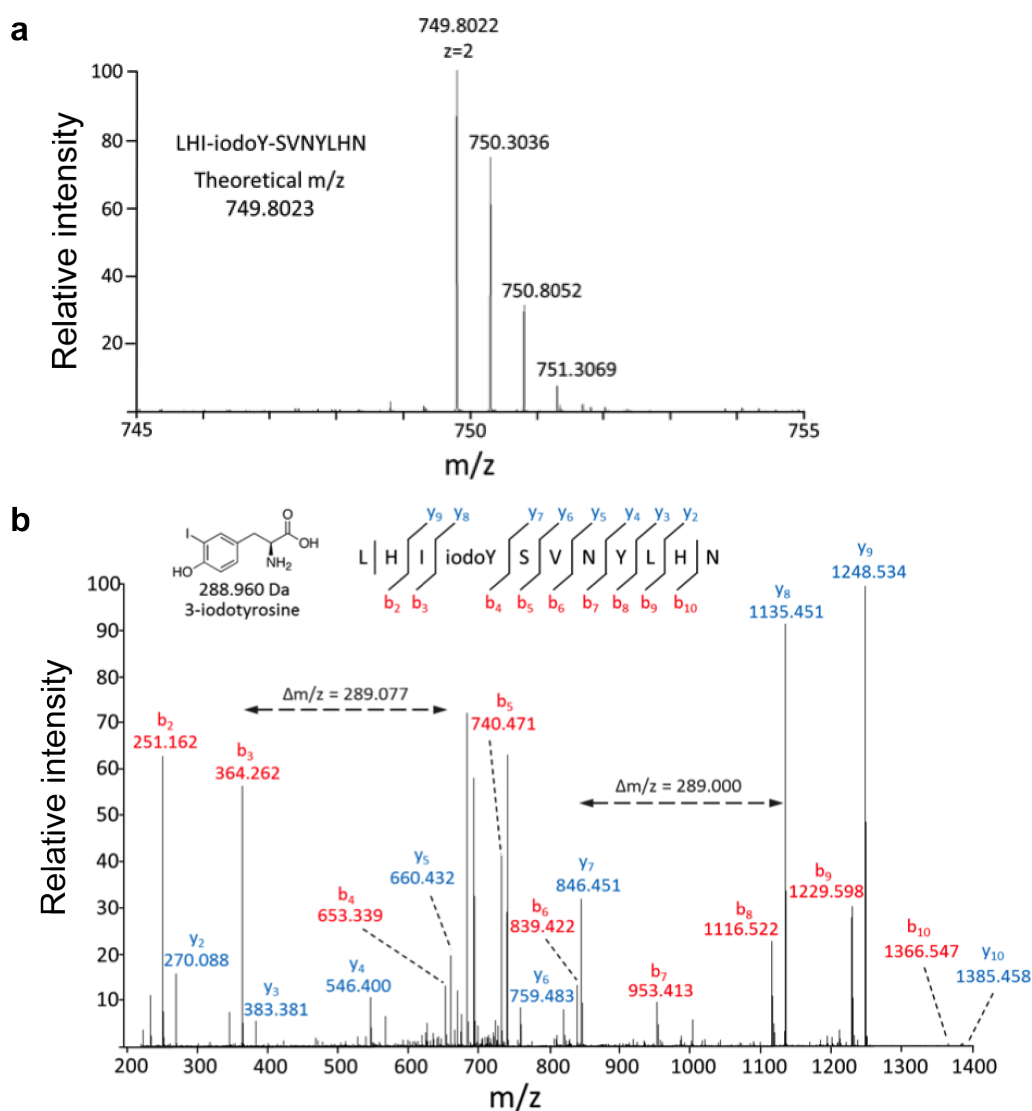 a
749.8022
z=2
100
80
60
40
20
Relative intensity
LHI-iodoY-SVNYLHN
Theoretical m/z
749.8023
750.3036
750.8052
751.3069
745
750
755
m/z
b
I
HO
O
OH
NH₂
288.960 Da
3-iodotyrosine
y₉ y₈ y₇ y₆ y₅ y₄ y₃ y₂
L H I iodoY S V N Y L H N
b₂ b₃ b₄ b₅ b₆ b₇ b₈ b₉ b₁₀
y₉
1248.534
y₈
1135.451
Δm/z = 289.077
b₅
740.471
b₂
251.162
b₃
364.262
Δm/z = 289.000
y₅
660.432
y₇
846.451
b₉
1229.598
b₄
653.339
b₆
839.422
b₈
1116.522
b₁₀
1366.547
y₁₀
1385.458
y₂
270.088
y₃
383.381
y₄
546.400
y₆
759.483
b₇
953.413
100
90
80
70
60
50
40
30
20
10
Relative intensity
200 300 400 500 600 700 800 900 1000 1100 1200 1300 1400
m/z